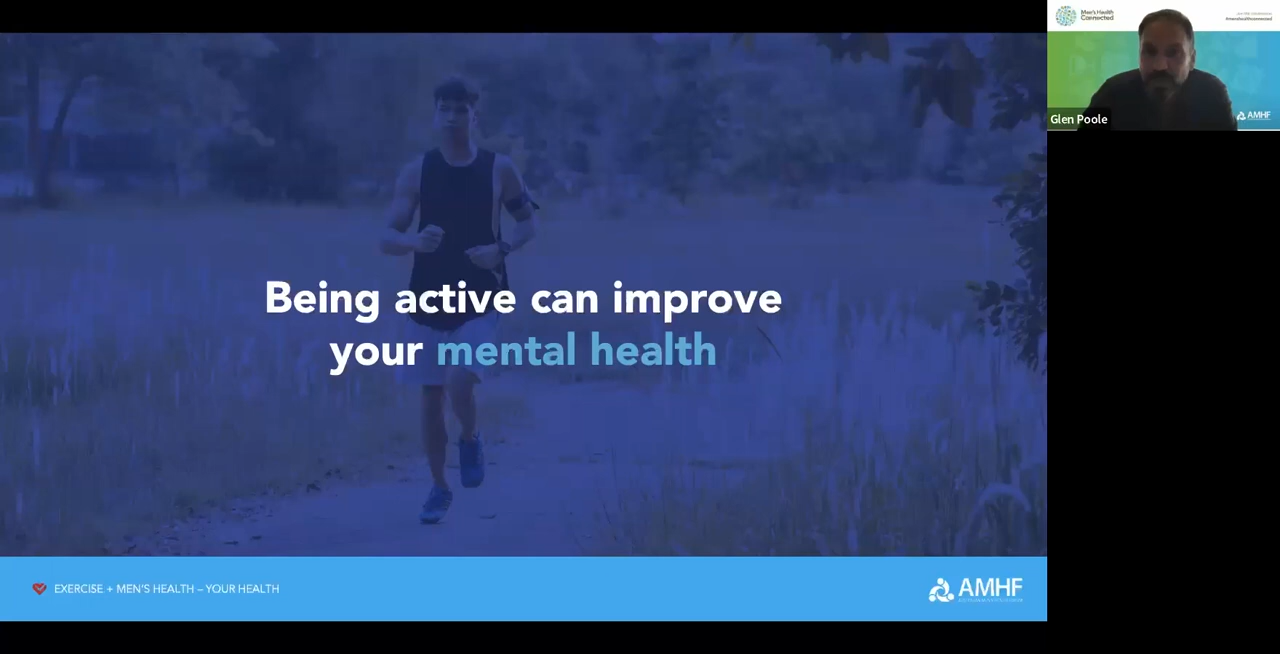 Being active can improve
your mental health
EXERCISE + MEN'S HEALTH – YOUR HEALTH
AMHF
Men's Health
Connected
#menshealthconnected
AMHF
Glen Poole